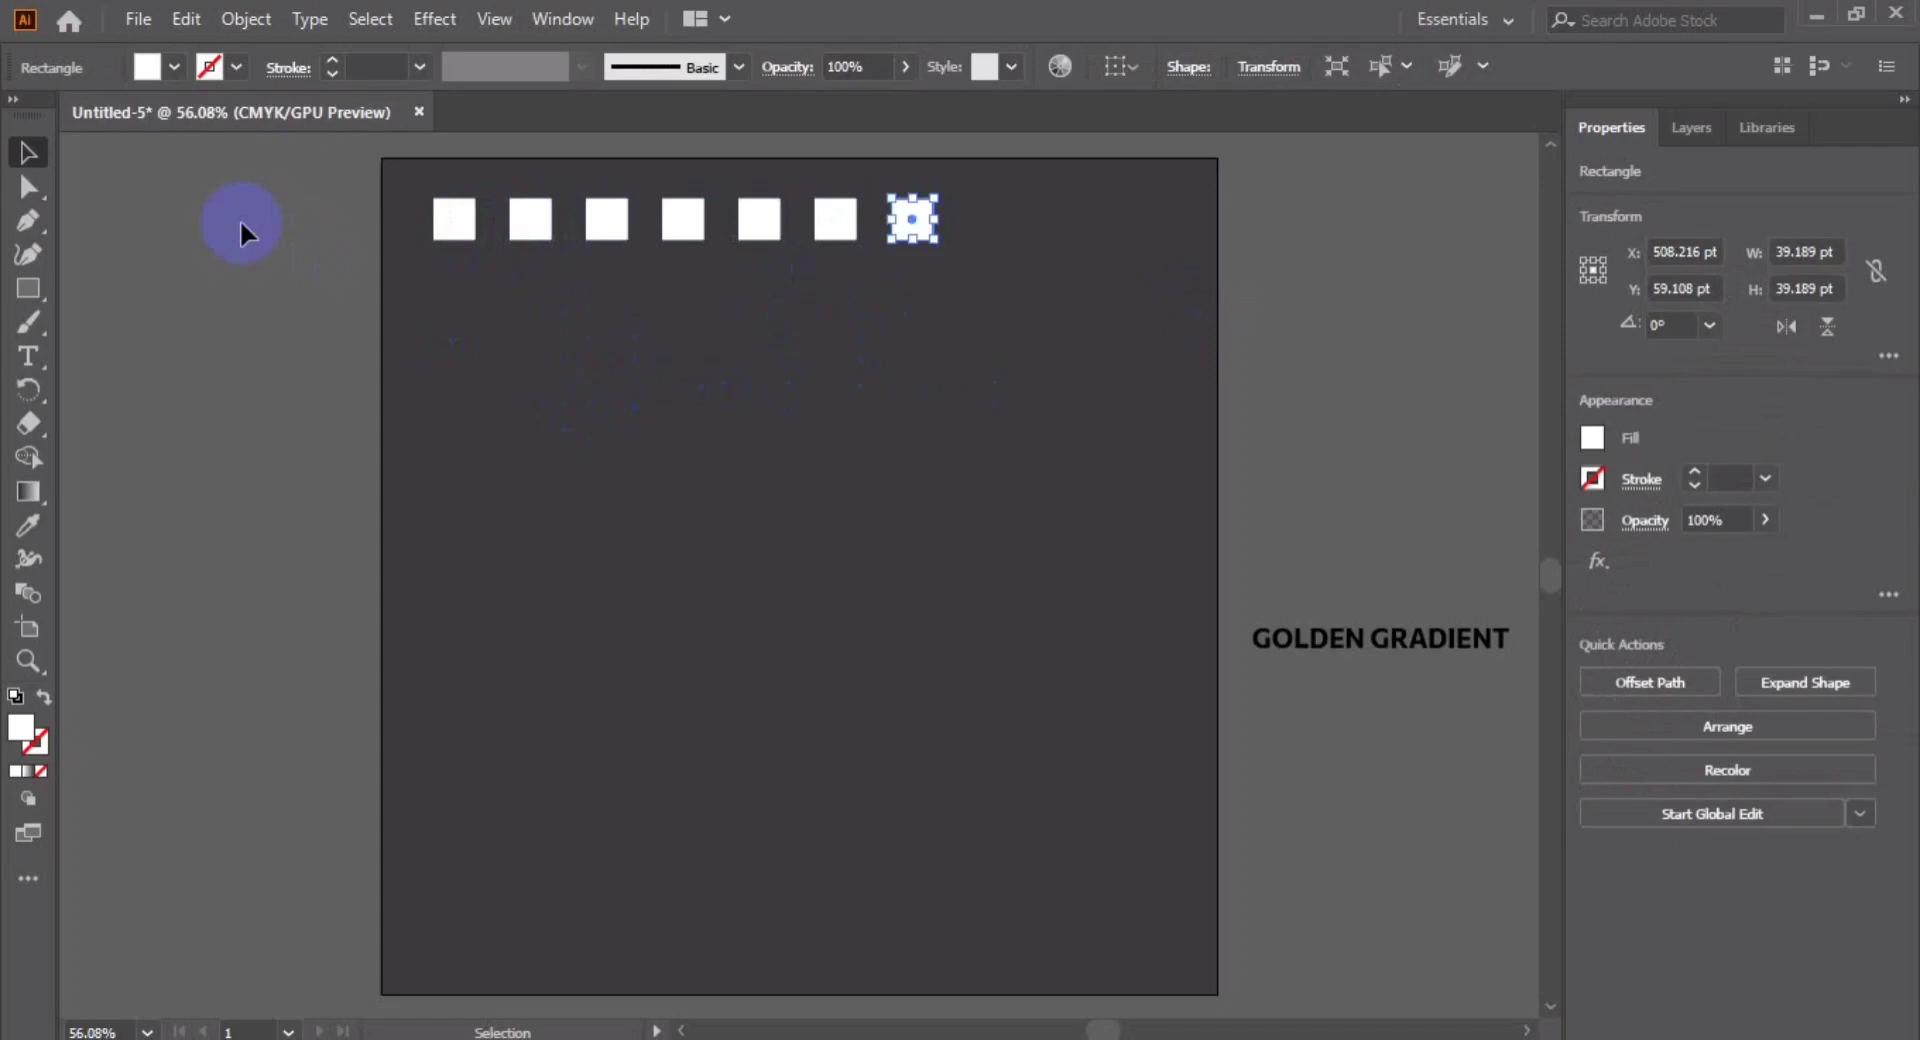 Ai File Edit Object Type Select Effect View Window Help Essentials Search Adobe Stock
Rectangle Stroke: Basic Opacity: 100% Style: Shape: Transform
Untitled-5* @ 56.08% (CMYK/GPU Preview) ×
Properties Layers Libraries
Rectangle
Transform
X: 508.216 pt W: 39.189 pt
Y: 59.108 pt H: 39.189 pt
0°
Appearance
Fill
Stroke
Opacity 100%
fx.
GOLDEN GRADIENT
Quick Actions
Offset Path Expand Shape
Arrange
Recolor
Start Global Edit
56.08% 1 Selection